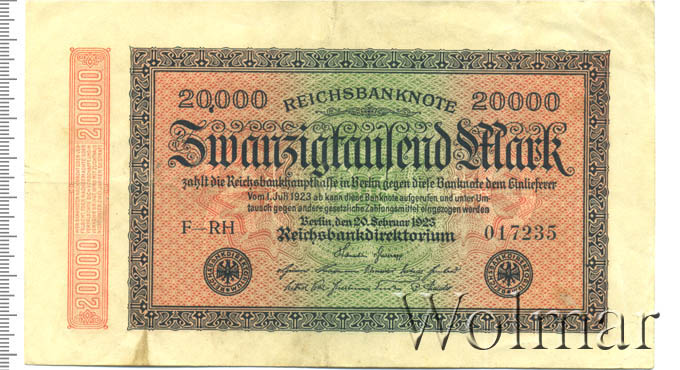 20000
20000
20000 REICHSBANKNOTE 20000
Zwanzigtausend Mark
zahlt die Reichsbankhauptkasse in Berlin gegen diese Banknote dem Einlieferer
Vom 1. Juli 1923 ab kann diese Banknote aufgerufen und unter Um-
tausch gegen andere gesetzliche Zahlungsmittel eingezogen werden
Berlin, den 20. Februar 1923
F-RH Reichsbankdirektorium 017235
Wolmar